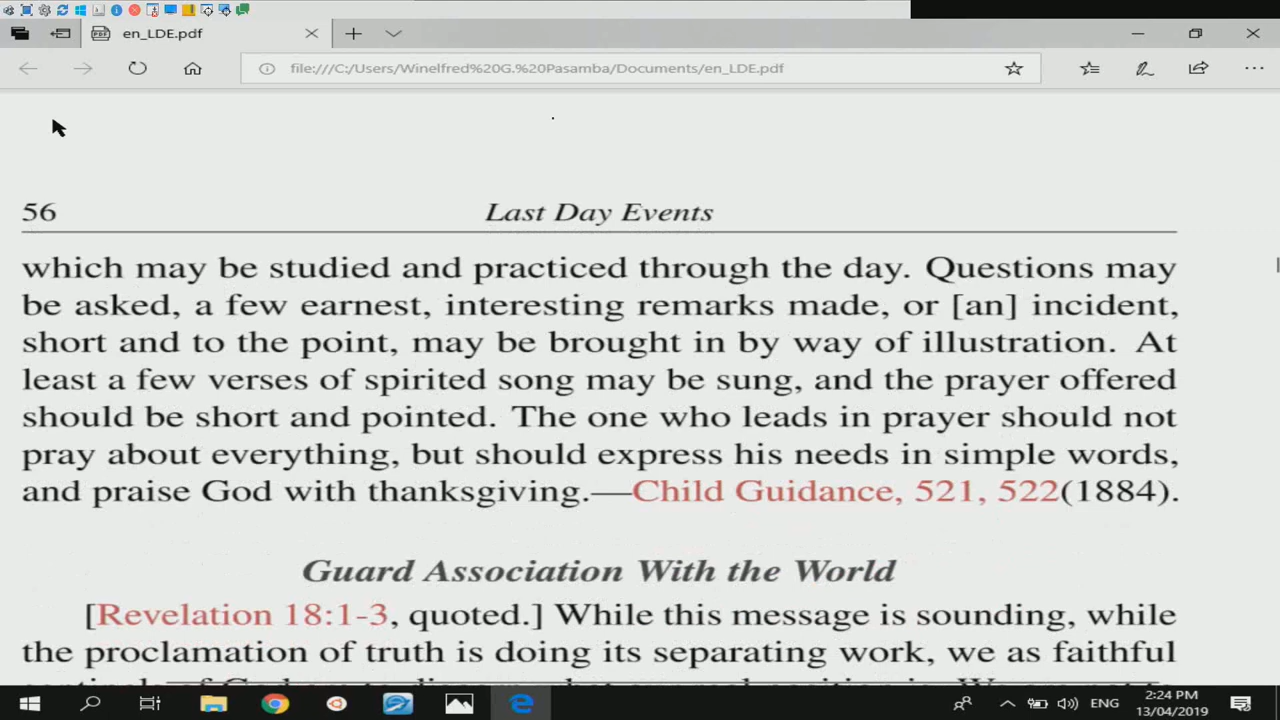 en_LDE.pdf
file:///C:/Users/Winelfred%20G.%20Pasamba/Documents/en_LDE.pdf
56 Last Day Events
which may be studied and practiced through the day. Questions may
be asked, a few earnest, interesting remarks made, or [an] incident,
short and to the point, may be brought in by way of illustration. At
least a few verses of spirited song may be sung, and the prayer offered
should be short and pointed. The one who leads in prayer should not
pray about everything, but should express his needs in simple words,
and praise God with thanksgiving.—Child Guidance, 521, 522(1884).
Guard Association With the World
[Revelation 18:1-3, quoted.] While this message is sounding, while
the proclamation of truth is doing its separating work, we as faithful
ENG
2:24 PM
13/04/2019